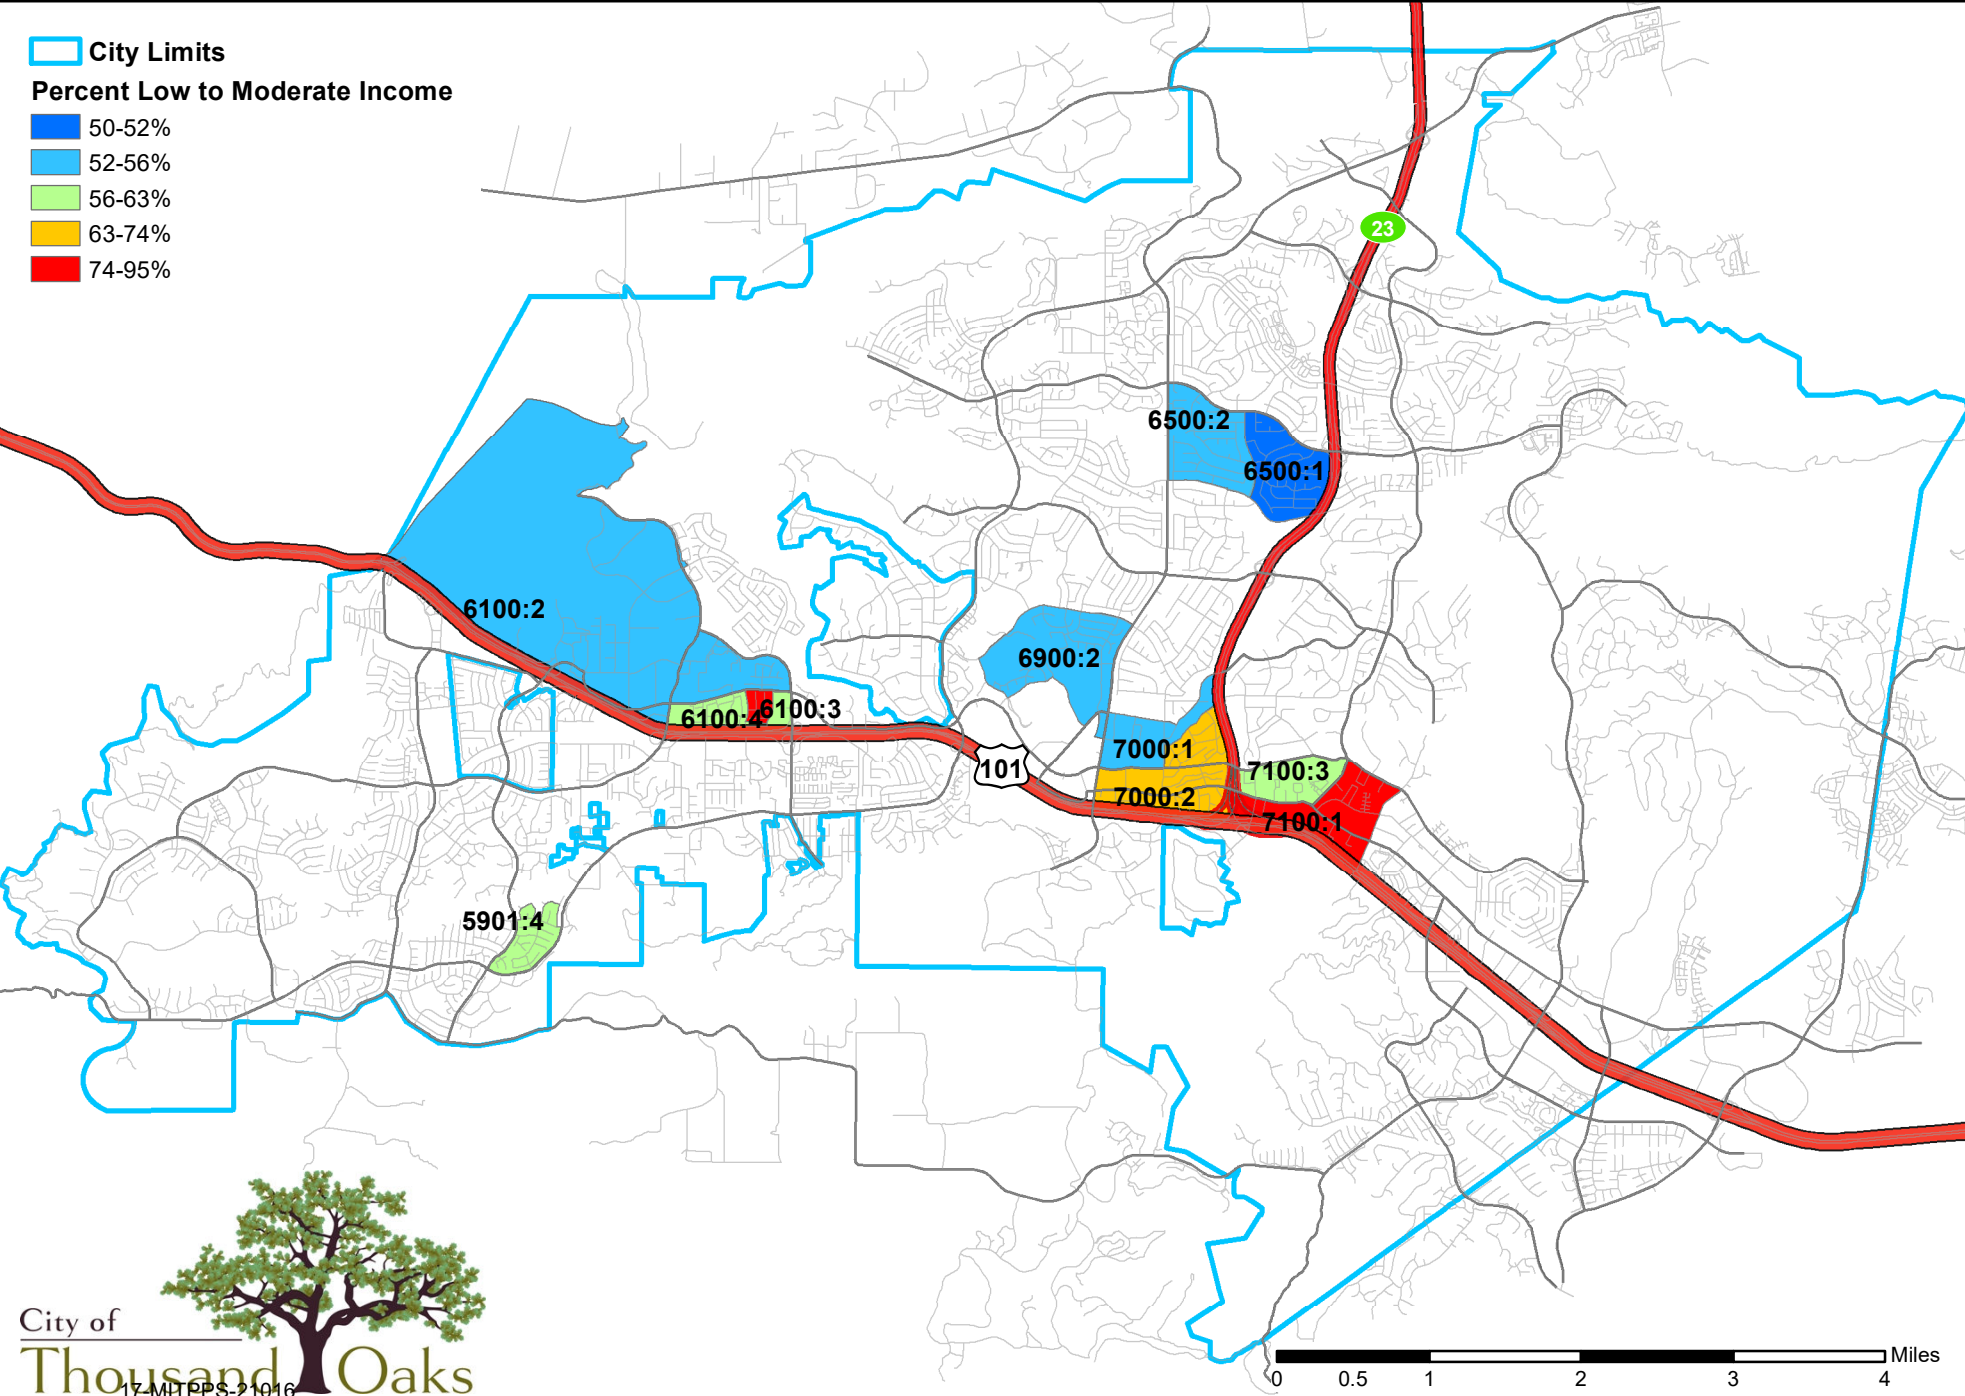 City Limits
Percent Low to Moderate Income
50-52%
52-56%
56-63%
63-74%
74-95%
23
6500:2
6500:1
6100:2
6900:2
6100:4
6100:3
7000:1
101
7100:3
7000:2
7100:1
5901:4
City of
Thousand Oaks
17-MITPPS-21016
Miles
0 0.5 1 2 3 4